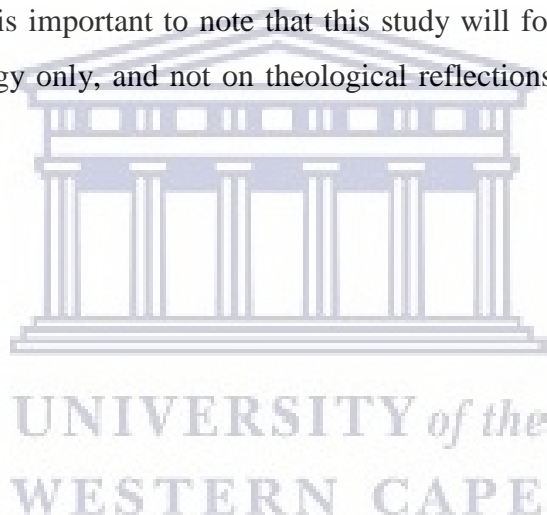 is important to note that this study will fo
gy only, and not on theological reflections
UNIVERSITY of the
WESTERN CAPE